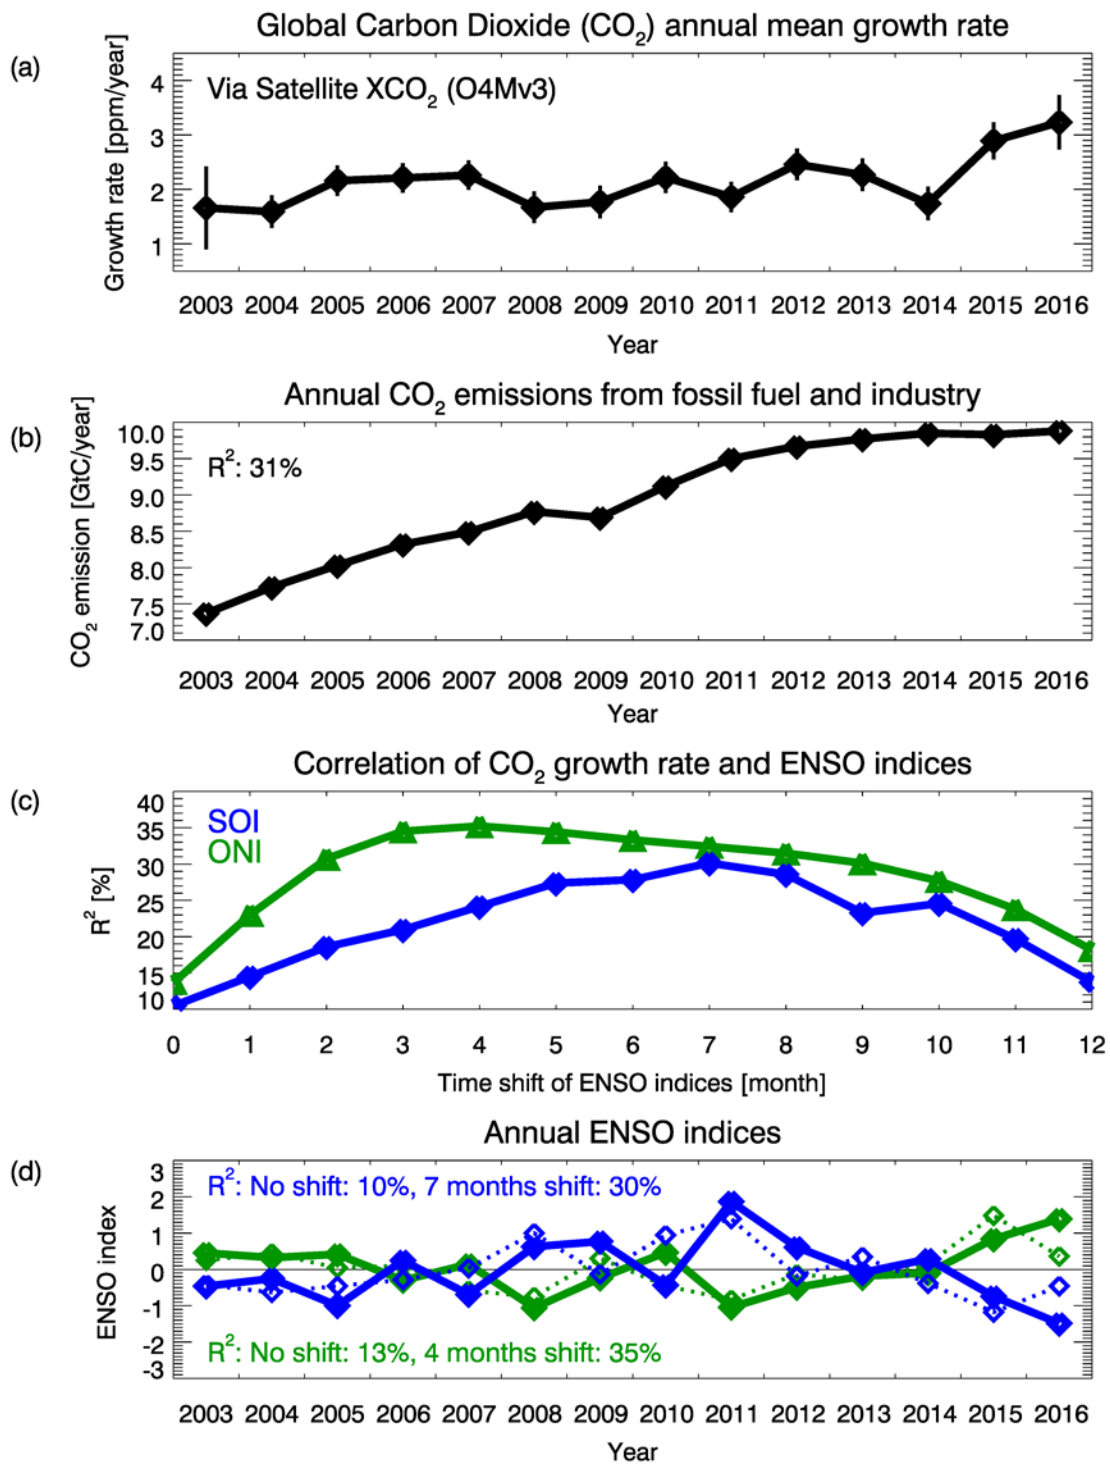 Global Carbon Dioxide (CO₂) annual mean growth rate
(a)
Via Satellite XCO₂ (O4Mv3)
Growth rate [ppm/year]
4
3
2
1
2003 2004 2005 2006 2007 2008 2009 2010 2011 2012 2013 2014 2015 2016
Year
Annual CO₂ emissions from fossil fuel and industry
(b)
R²: 31%
CO₂ emission [GtC/year]
10.0
9.5
9.0
8.5
8.0
7.5
7.0
2003 2004 2005 2006 2007 2008 2009 2010 2011 2012 2013 2014 2015 2016
Year
Correlation of CO₂ growth rate and ENSO indices
(c)
SOI
ONI
R² [%]
40
35
30
25
20
15
10
0 1 2 3 4 5 6 7 8 9 10 11 12
Time shift of ENSO indices [month]
Annual ENSO indices
(d)
R²: No shift: 10%, 7 months shift: 30%
ENSO index
3
2
1
0
-1
-2
-3
R²: No shift: 13%, 4 months shift: 35%
2003 2004 2005 2006 2007 2008 2009 2010 2011 2012 2013 2014 2015 2016
Year